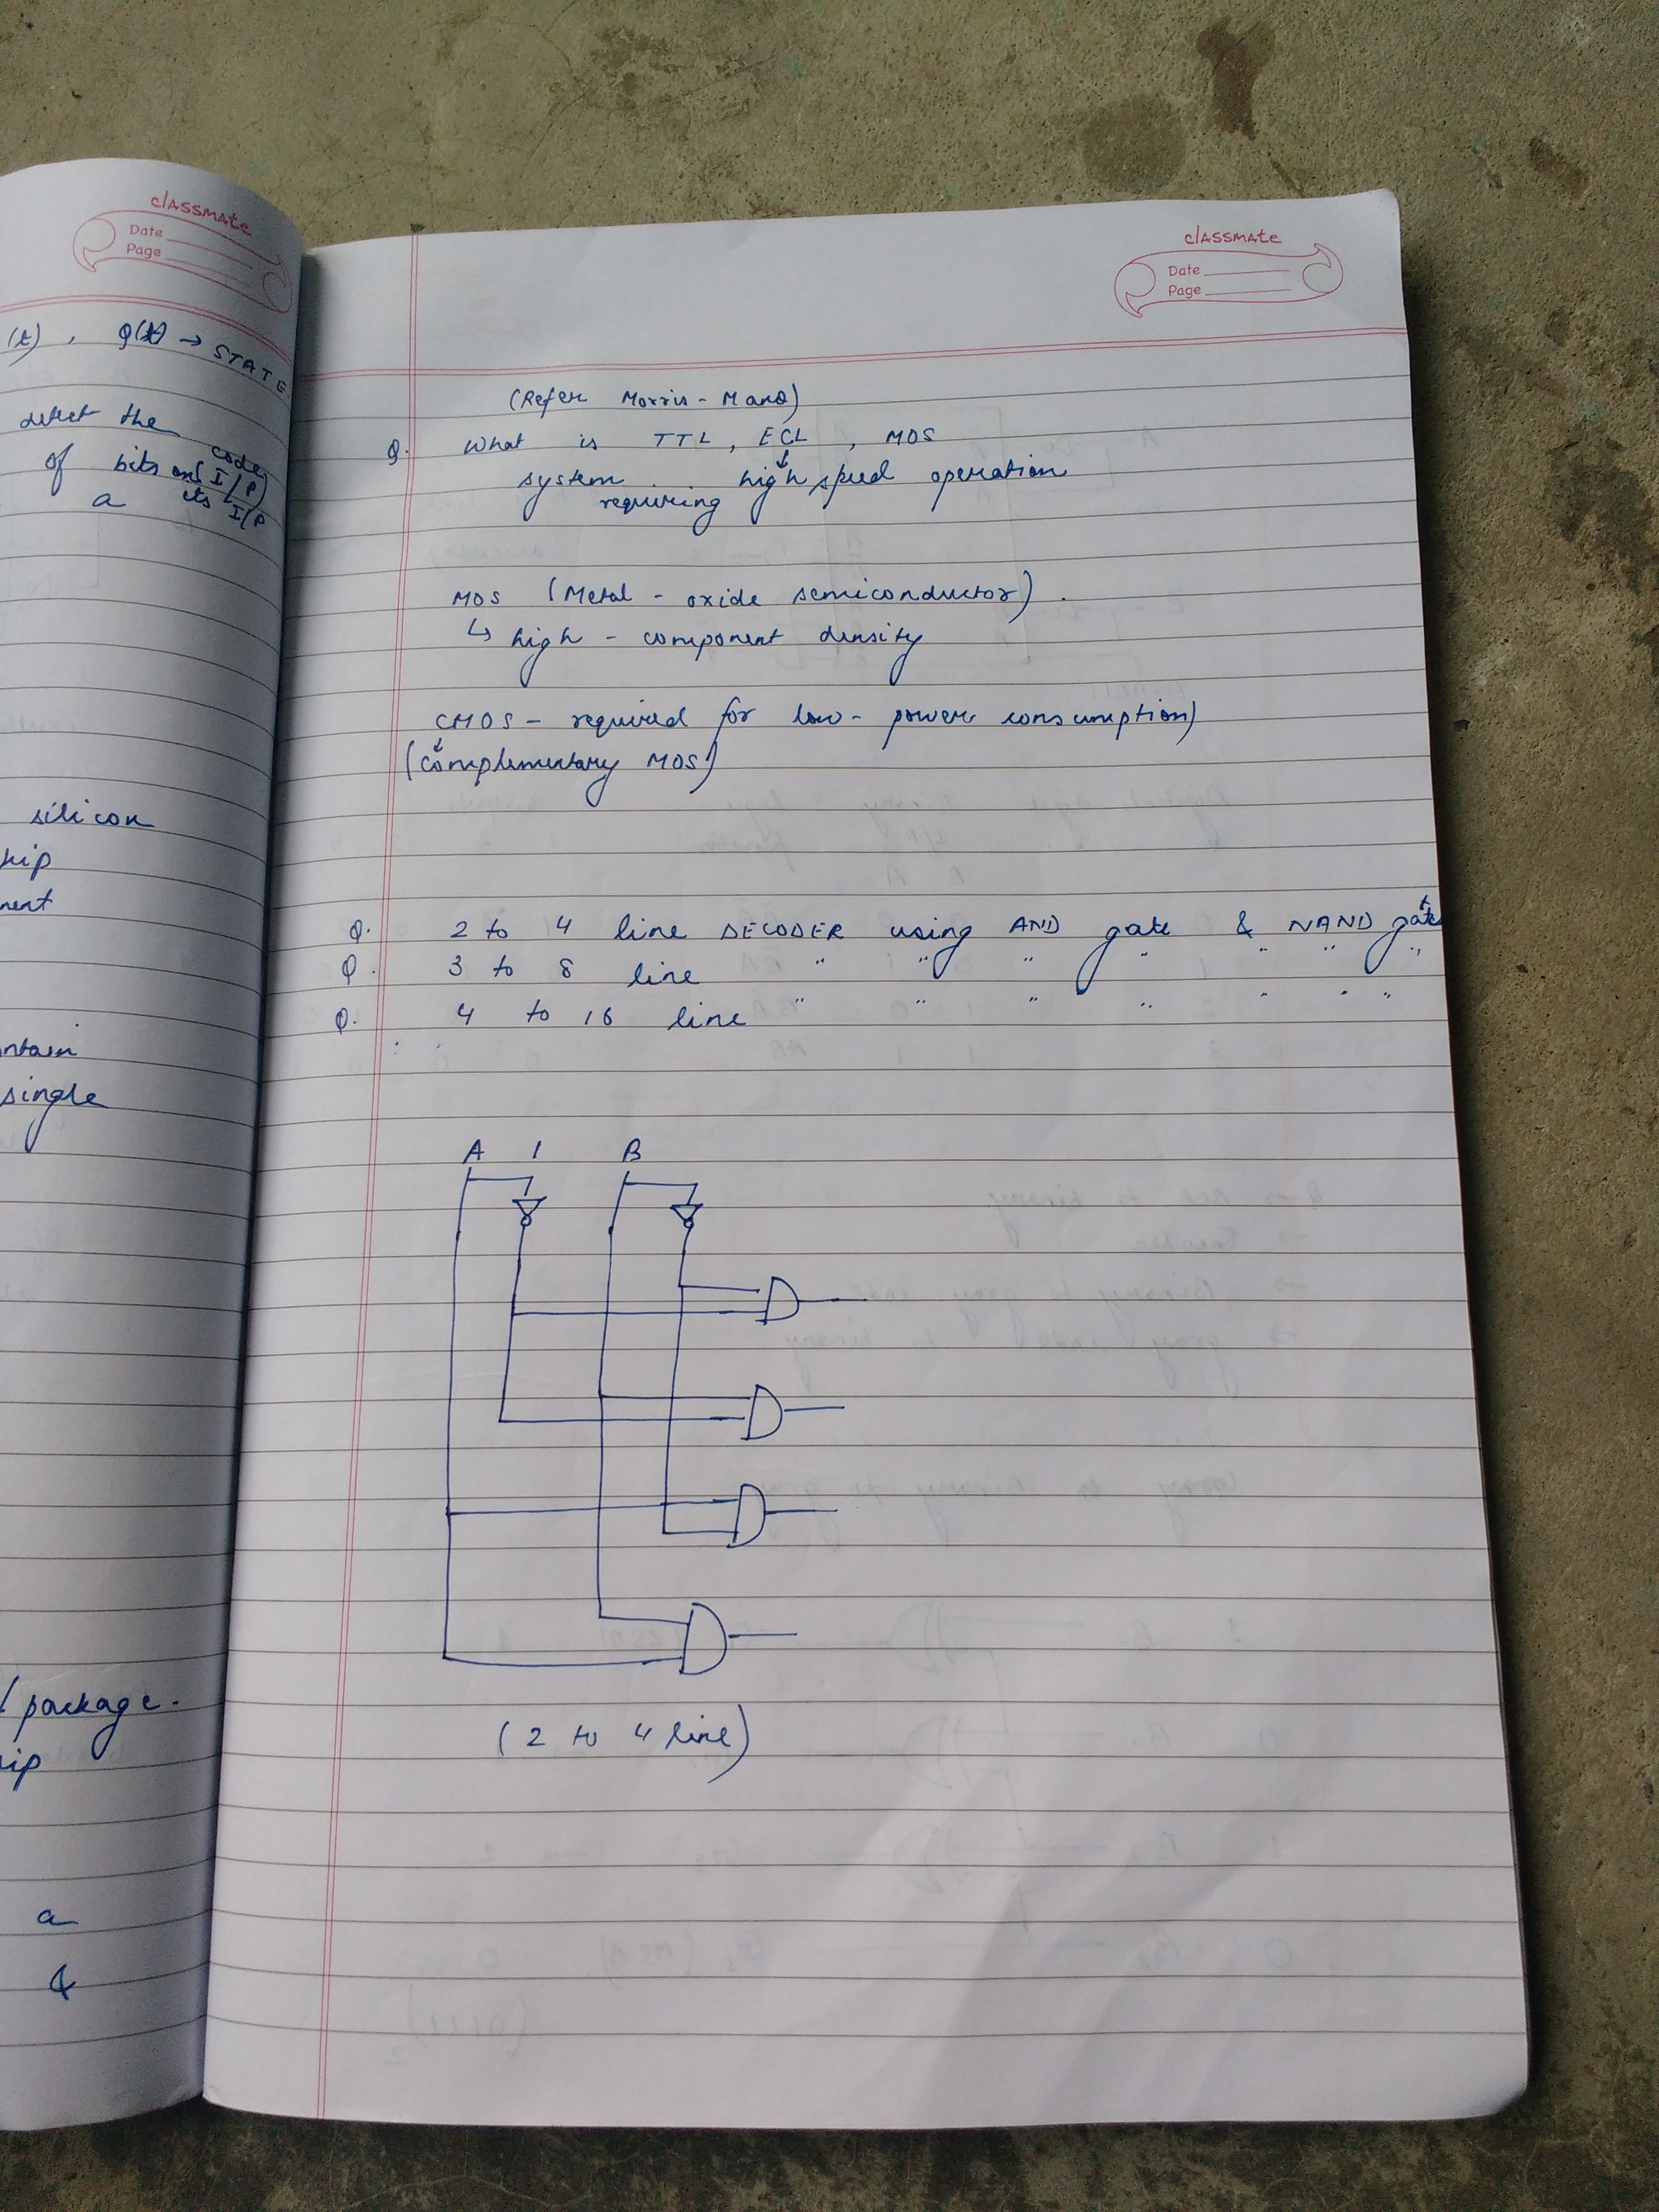 classmate
Date
Page
(t), Q(t) → STATE
detect the
of bits
code
(I/P)
a its I/P
silicon
hip
nent
ntain
single
package.
ip
a
&
classmate
Date
Page
(Refer Morris-Mano)
Q. What is TTL, ECL, MOS
↓
system requiring high speed operation
MOS (Metal - oxide semiconductor).
↳ high - component density
CMOS - required for low - power consumption)
↓
(complementary MOS)
Q. 2 to 4 line DECODER using AND gate & NAND gate
Q. 3 to 8 line " " " " " " "
Q. 4 to 16 line " " " " " " "
A 1 B
(2 to 4 line)